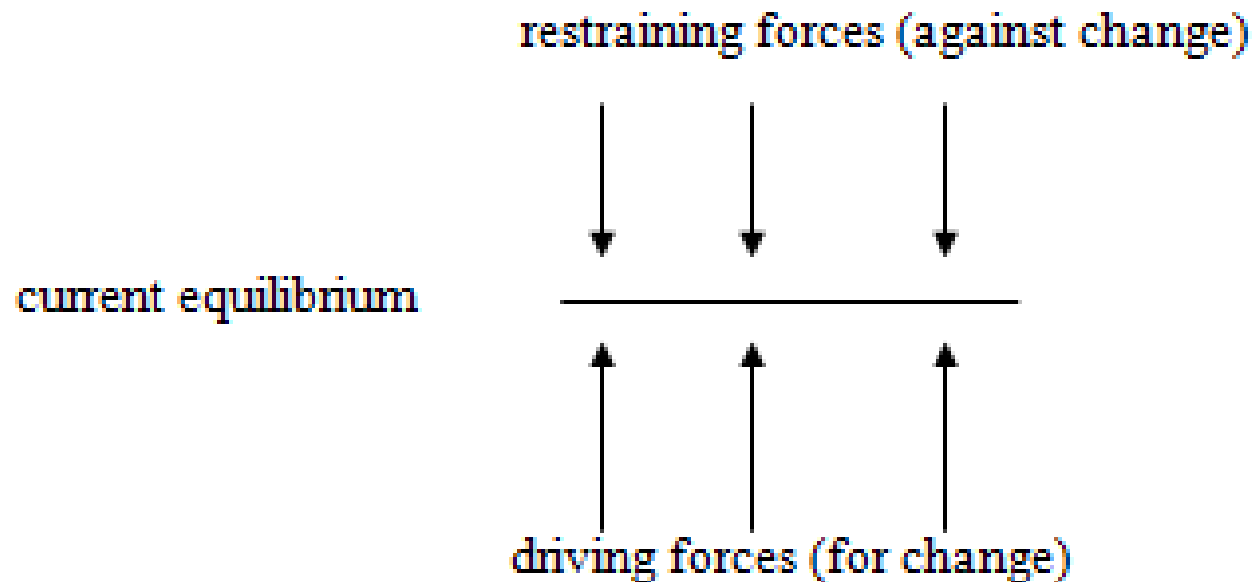 restraining forces (against change)
current equilibrium
driving forces (for change)